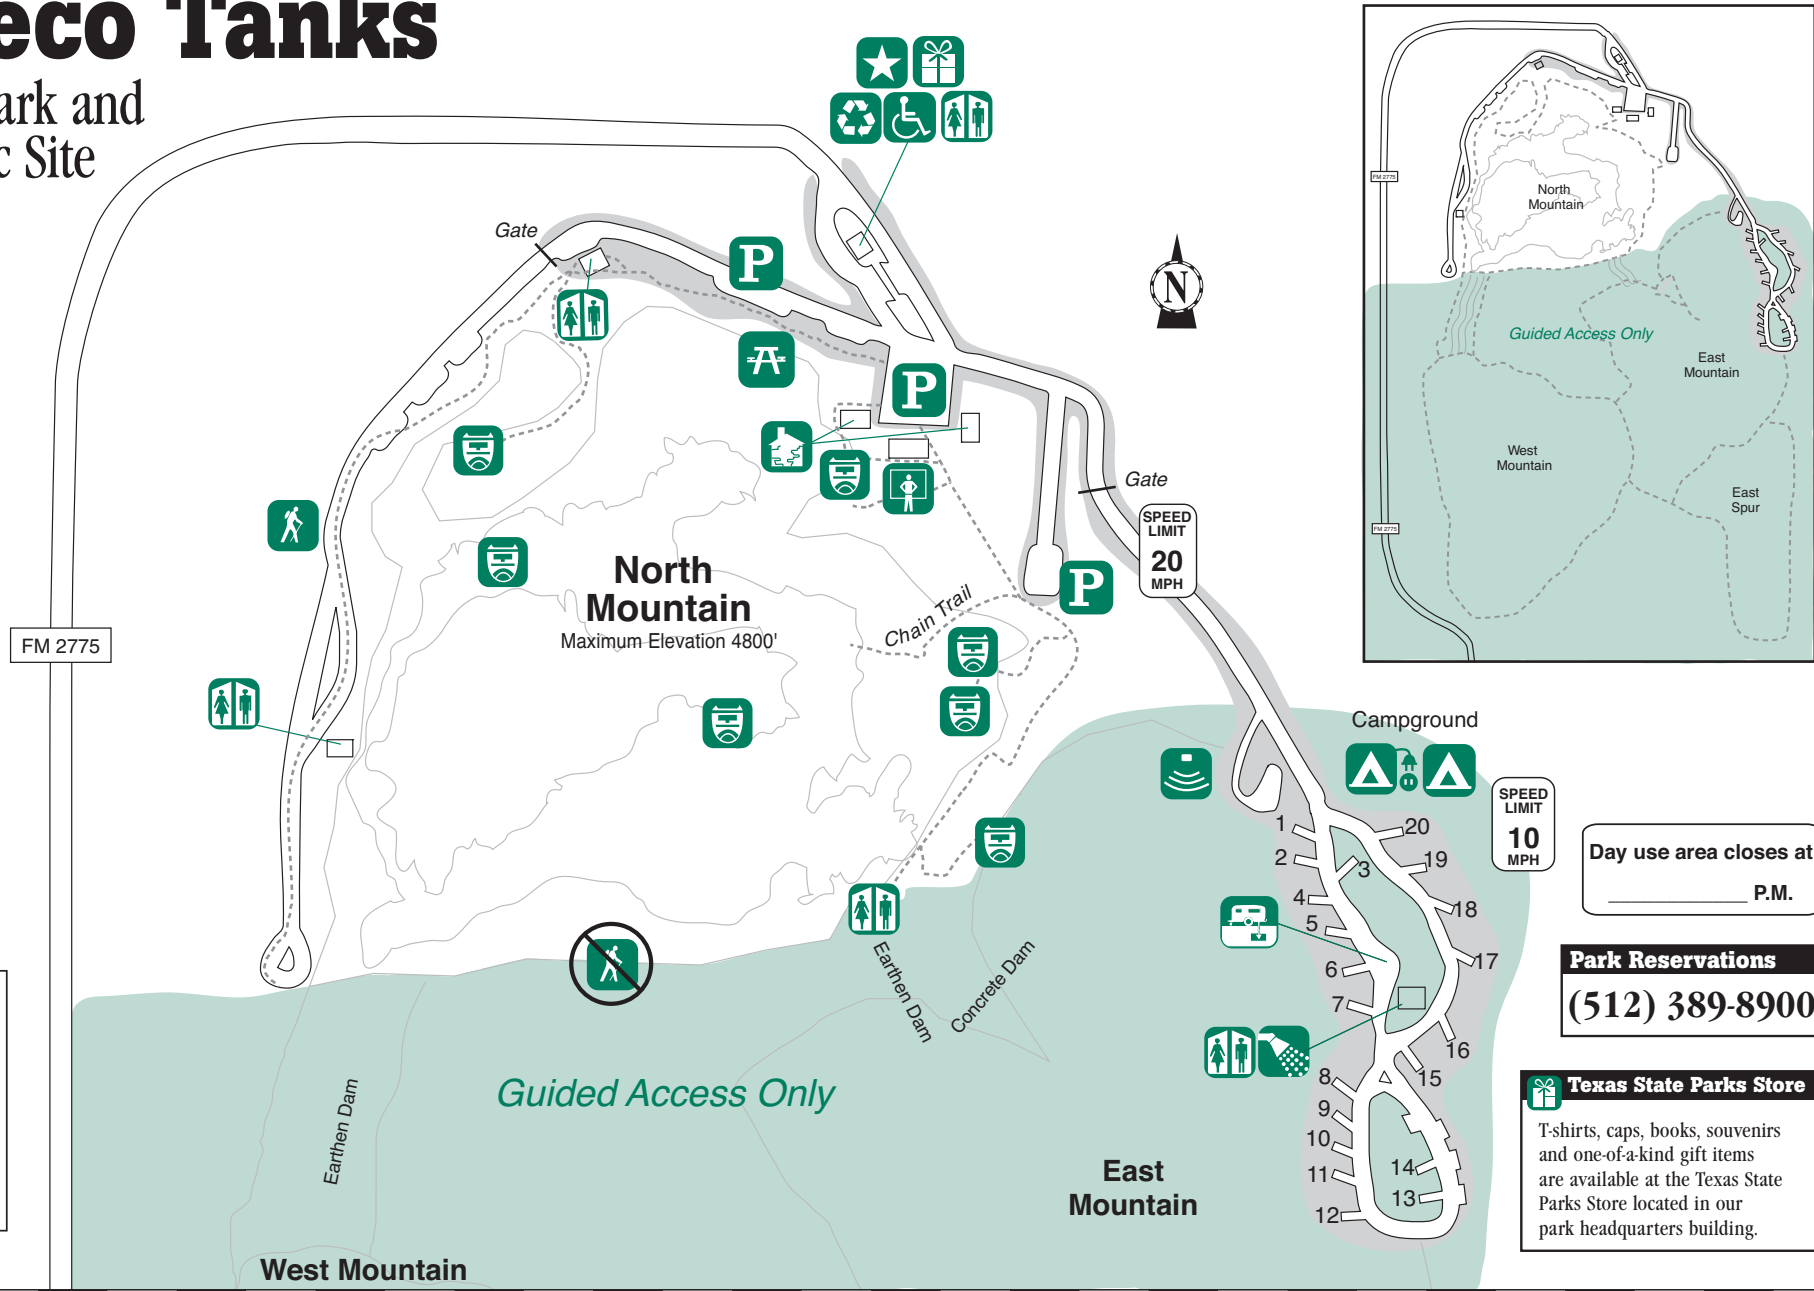 eco Tanks
ark and
c Site
Gate
P
P
N
Gate
SPEED
LIMIT
20
MPH
P
North
Mountain
Maximum Elevation 4800'
Chain Trail
FM 2775
Campground
SPEED
LIMIT
10
MPH
1
2
3
4
5
6
7
8
9
10
11
12
13
14
15
16
17
18
19
20
Earthen Dam
Concrete Dam
Earthen Dam
Guided Access Only
East
Mountain
West Mountain
FM 2775
North
Mountain
Guided Access Only
East
Mountain
West
Mountain
East
Spur
FM 2775
Day use area closes at
____________ P.M.
Park Reservations
(512) 389-8900
Texas State Parks Store
T-shirts, caps, books, souvenirs
and one-of-a-kind gift items
are available at the Texas State
Parks Store located in our
park headquarters building.